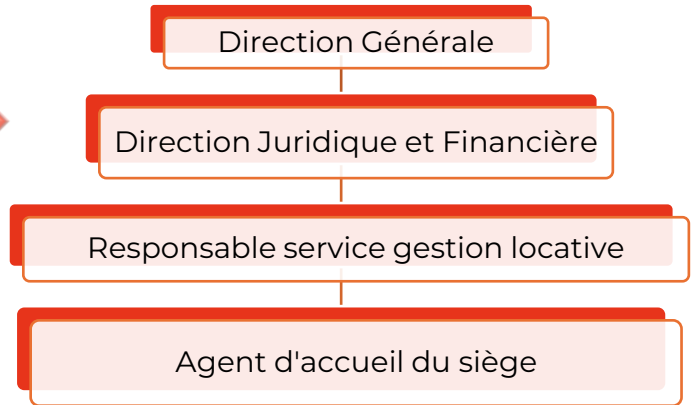 Direction Générale
Direction Juridique et Financière
Responsable service gestion locative
Agent d'accueil du siège